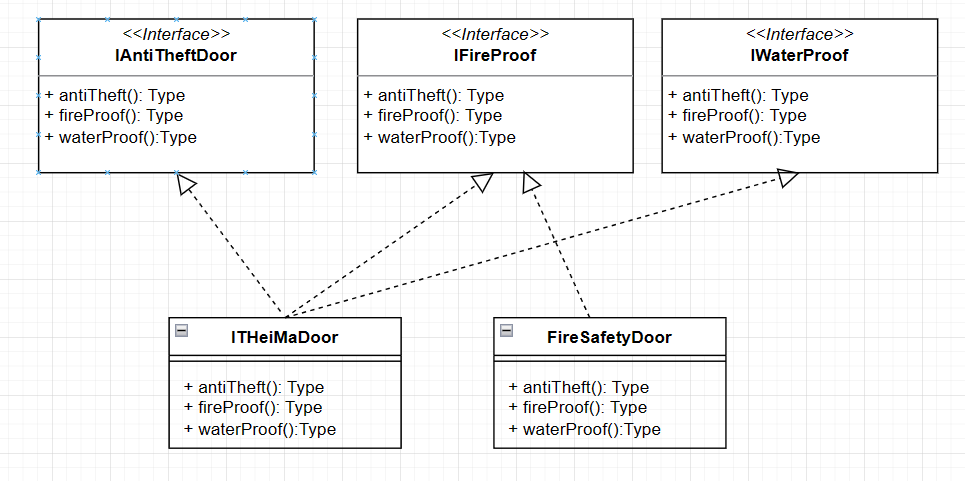 <<Interface>>
IAntiTheftDoor
+ antiTheft(): Type
+ fireProof(): Type
+ waterProof():Type
<<Interface>>
IFireProof
+ antiTheft(): Type
+ fireProof(): Type
+ waterProof():Type
<<Interface>>
IWaterProof
+ antiTheft(): Type
+ fireProof(): Type
+ waterProof():Type
ITHeiMaDoor
+ antiTheft(): Type
+ fireProof(): Type
+ waterProof():Type
FireSafetyDoor
+ antiTheft(): Type
+ fireProof(): Type
+ waterProof():Type